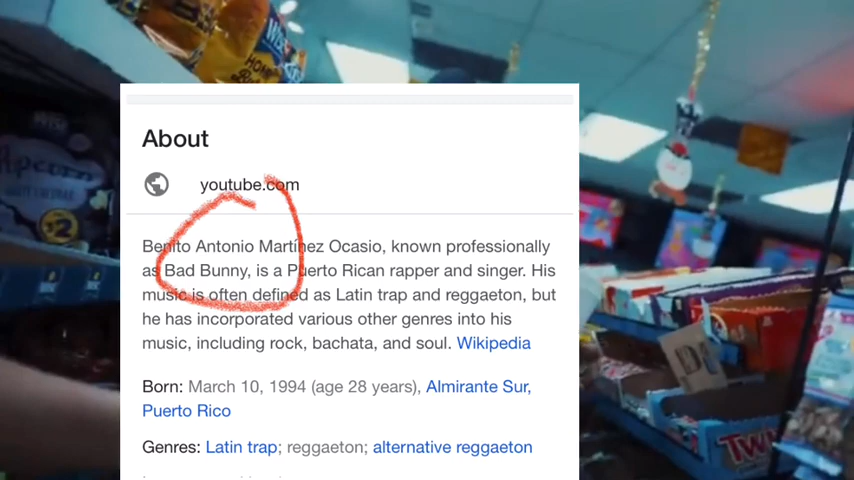 WISE
HOME
About
youtube.com
Benito Antonio Martínez Ocasio, known professionally
as Bad Bunny, is a Puerto Rican rapper and singer. His
music is often defined as Latin trap and reggaeton, but
he has incorporated various other genres into his
music, including rock, bachata, and soul. Wikipedia
Born: March 10, 1994 (age 28 years), Almirante Sur,
Puerto Rico
Genres: Latin trap; reggaeton; alternative reggaeton
$2